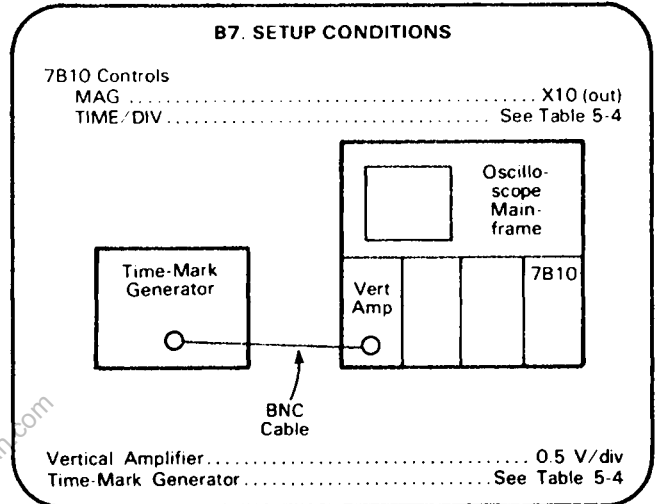 B7. SETUP CONDITIONS
7B10 Controls
MAG ........................................ X10 (out)
TIME/DIV .................................. See Table 5-4
Oscillo-
scope
Main-
frame
Time-Mark
Generator
Vert
Amp
7B10
BNC
Cable
Vertical Amplifier ................................ 0.5 V/div
Time-Mark Generator ......................... See Table 5-4